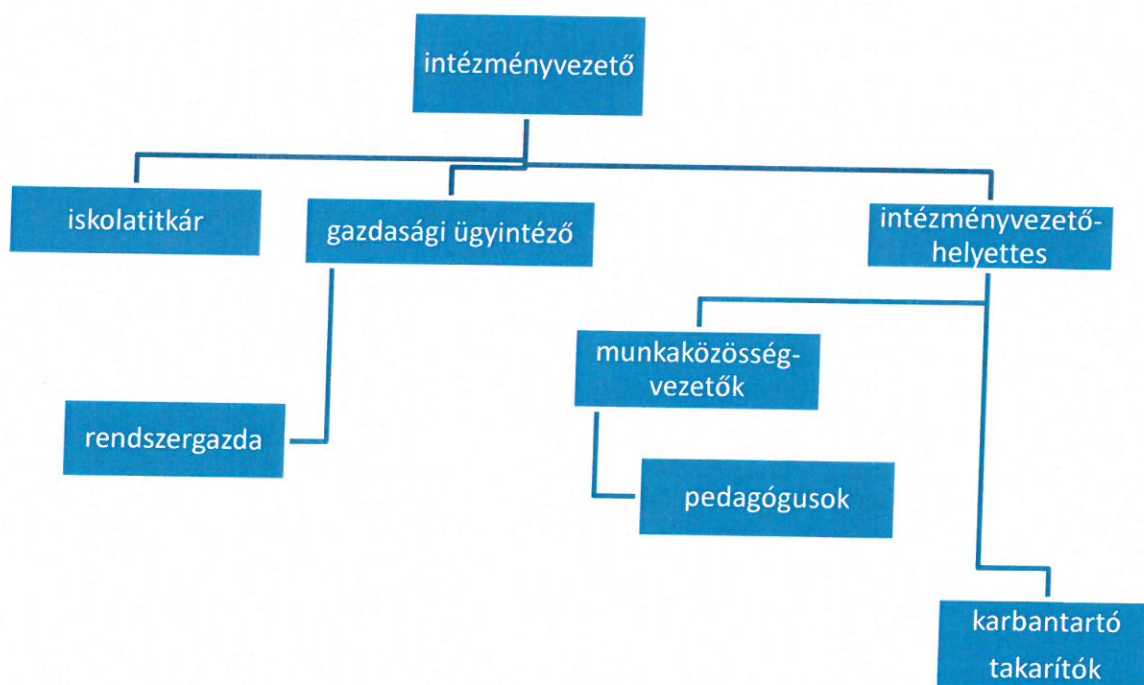 intézményvezető
iskolatitkár
gazdasági ügyintéző
intézményvezető-
helyettes
munkaközösség-
vezetők
rendszergazda
pedagógusok
karbantartó
takarítók